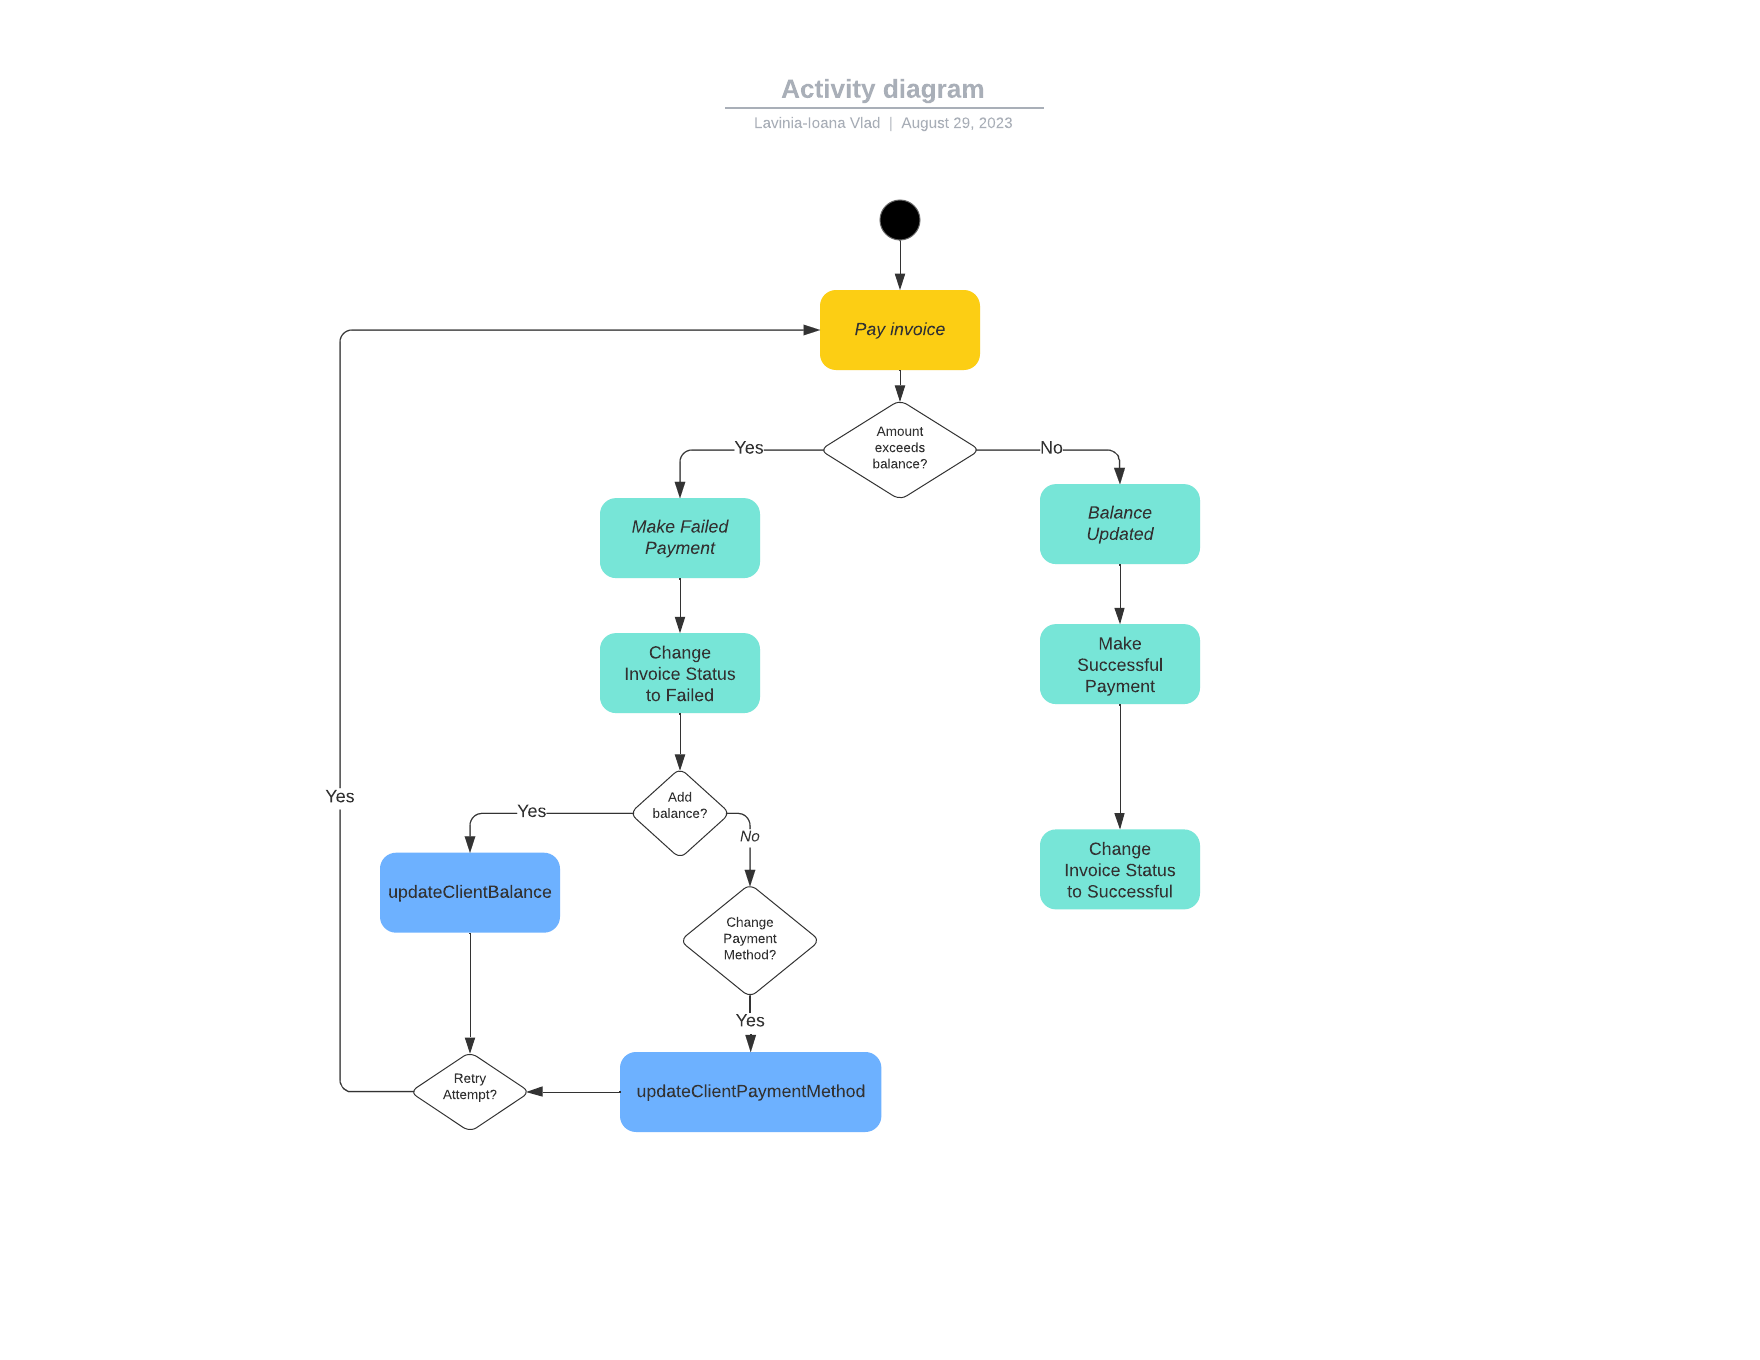 Activity diagram
Lavinia-Ioana Vlad | August 29, 2023
Pay invoice
Amount
exceeds
balance?
Yes
No
Make Failed
Payment
Balance
Updated
Change
Invoice Status
to Failed
Make
Successful
Payment
Yes
Add
balance?
Yes
No
Change
Invoice Status
to Successful
updateClientBalance
Change
Payment
Method?
Yes
Retry
Attempt?
updateClientPaymentMethod